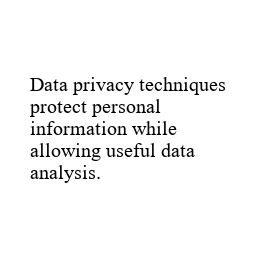 Data privacy techniques
protect personal
information while
allowing useful data
analysis.